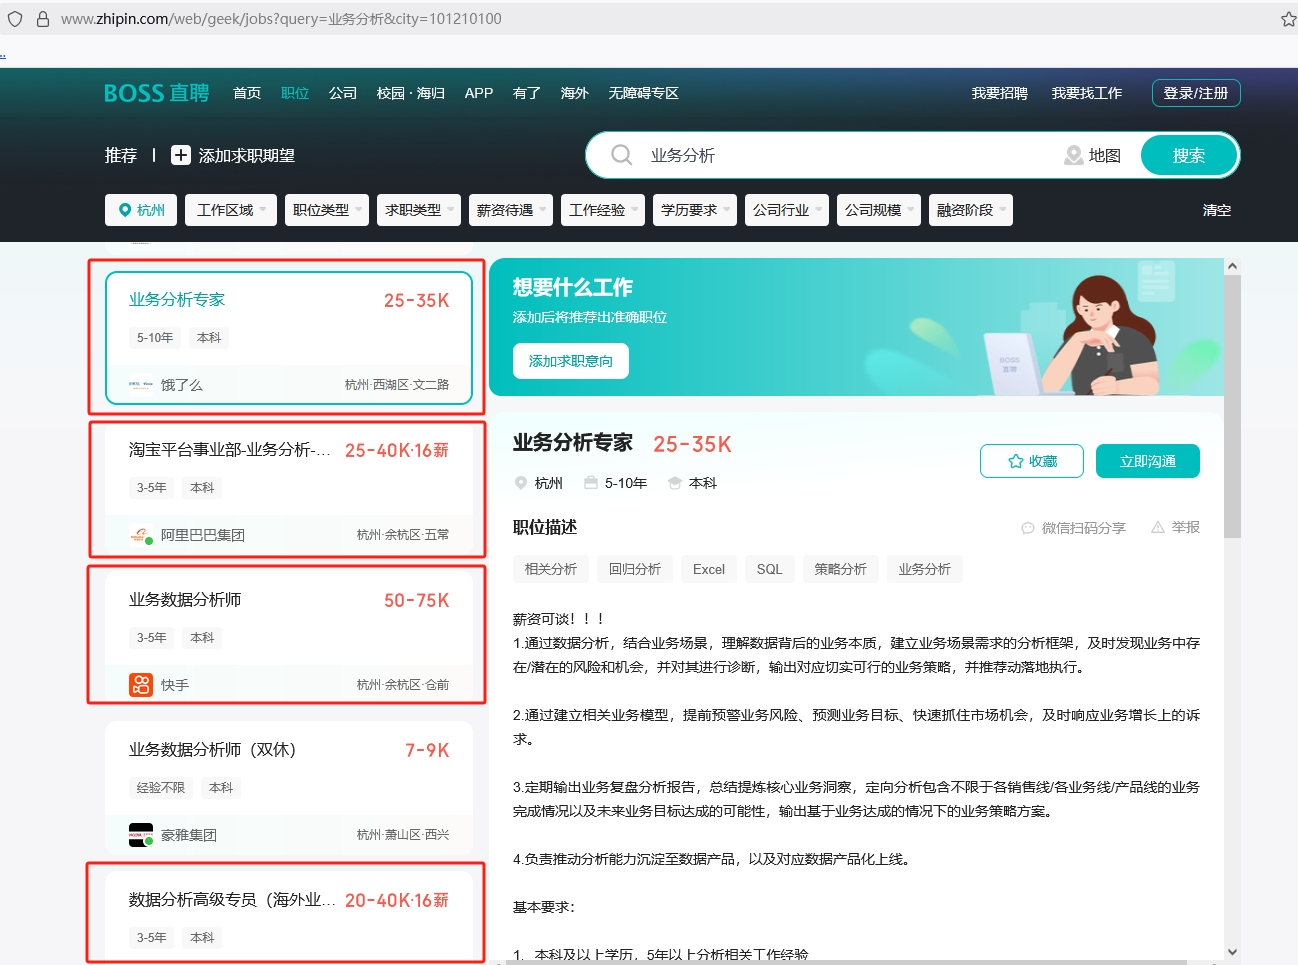 www.zhipin.com/web/geek/jobs?query=业务分析&city=101210100
BOSS 直聘 首页 职位 公司 校园·海归 APP 有了 海外 无障碍专区 我要招聘 我要找工作 登录/注册
推荐 添加求职期望 业务分析 地图 搜索
杭州 工作区域 职位类型 求职类型 薪资待遇 工作经验 学历要求 公司行业 公司规模 融资阶段 清空
业务分析专家 25-35K
5-10年 本科
饿了么 杭州·西湖区·文二路
淘宝平台事业部-业务分析-... 25-40K·16薪
3-5年 本科
阿里巴巴集团 杭州·余杭区·五常
业务数据分析师 50-75K
3-5年 本科
快手 杭州·余杭区·仓前
业务数据分析师（双休） 7-9K
经验不限 本科
豪雅集团 杭州·萧山区·西兴
数据分析高级专员（海外业... 20-40K·16薪
3-5年 本科
想要什么工作
添加后将推荐出准确职位
添加求职意向
BOSS
直聘
业务分析专家 25-35K
收藏 立即沟通
杭州 5-10年 本科
职位描述 微信扫码分享 举报
相关分析 回归分析 Excel SQL 策略分析 业务分析
薪资可谈！！！
1.通过数据分析，结合业务场景，理解数据背后的业务本质，建立业务场景需求的分析框架，及时发现业务中存
在/潜在的风险和机会，并对其进行诊断，输出对应切实可行的业务策略，并推荐动落地执行。
2.通过建立相关业务模型，提前预警业务风险、预测业务目标、快速抓住市场机会，及时响应业务增长上的诉
求。
3.定期输出业务复盘分析报告，总结提炼核心业务洞察，定向分析包含不限于各销售线/各业务线/产品线的业务
完成情况以及未来业务目标达成的可能性，输出基于业务达成的情况下的业务策略方案。
4.负责推动分析能力沉淀至数据产品，以及对应数据产品化上线。
基本要求：
1、本科及以上学历，5年以上分析相关工作经验